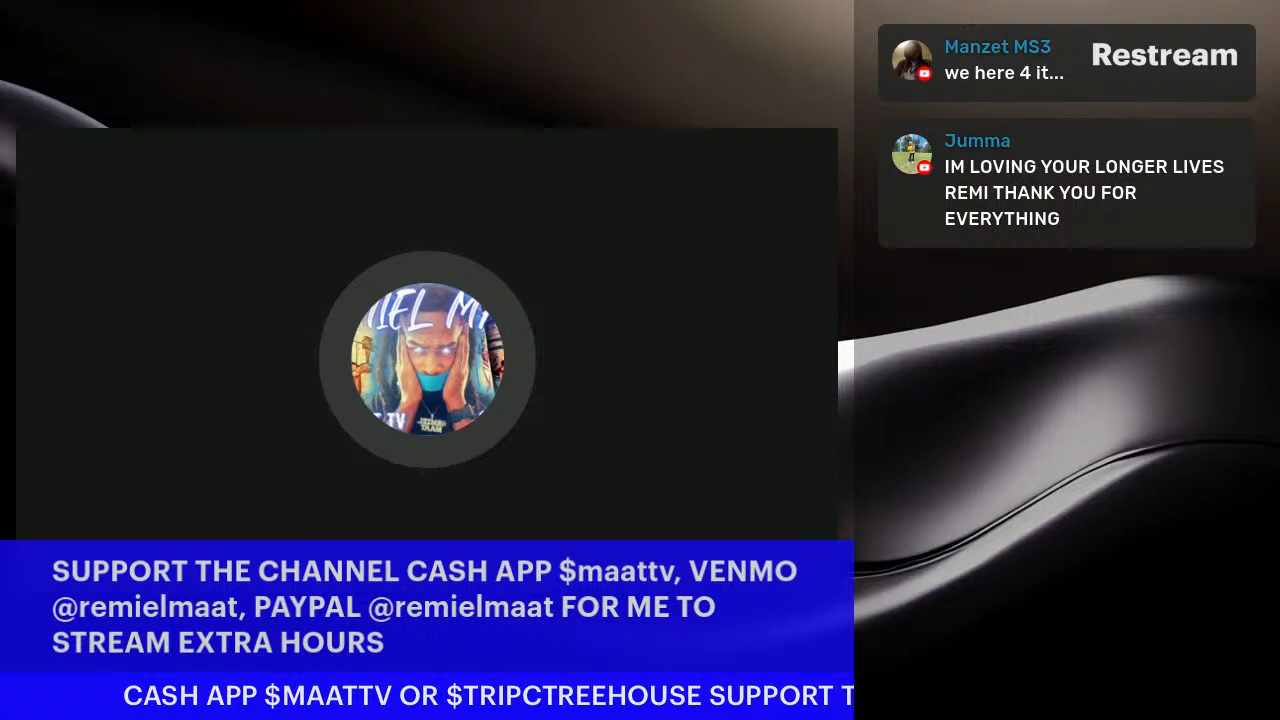 Manzet MS3
we here 4 it...
Restream
Jumma
IM LOVING YOUR LONGER LIVES
REMI THANK YOU FOR
EVERYTHING
SUPPORT THE CHANNEL CASH APP $maattv, VENMO
@remielmaat, PAYPAL @remielmaat FOR ME TO
STREAM EXTRA HOURS
CASH APP $MAATTV OR $TRIPCTREEHOUSE SUPPORT T